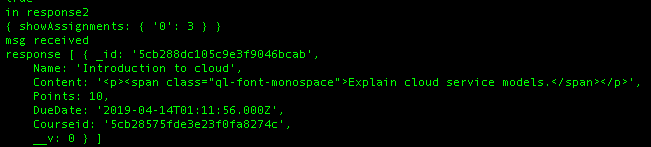 true
in response2
{ showAssignments: { '0': 3 } }
msg received
response [ { _id: '5cb288dc105c9e3f9046bcab',
    Name: 'Introduction to cloud',
    Content: '<p><span class="ql-font-monospace">Explain cloud service models.</span></p>',
    Points: 10,
    DueDate: '2019-04-14T01:11:56.000Z',
    Courseid: '5cb28575fde3e23f0fa8274c',
    __v: 0 } ]